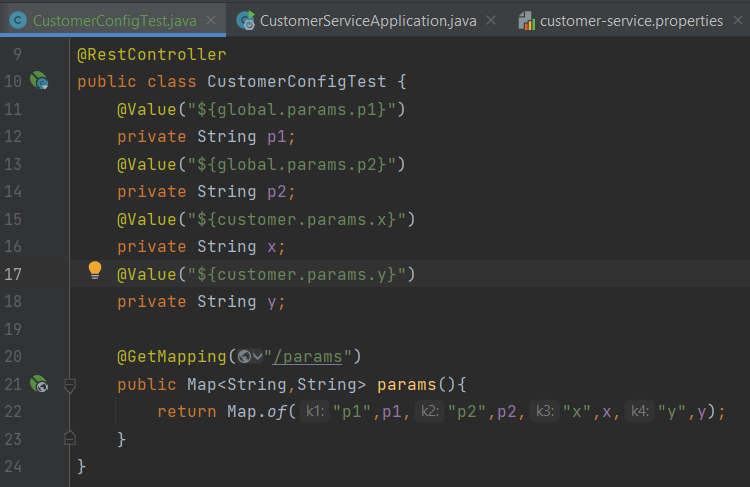 CustomerConfigTest.java CustomerServiceApplication.java customer-service.properties
9 @RestController
10 public class CustomerConfigTest {
11 @Value("${global.params.p1}")
12 private String p1;
13 @Value("${global.params.p2}")
14 private String p2;
15 @Value("${customer.params.x}")
16 private String x;
17 @Value("${customer.params.y}")
18 private String y;
19
20 @GetMapping("/params")
21 public Map<String,String> params(){
22 return Map.of( k1: "p1",p1, k2: "p2",p2, k3: "x",x, k4: "y",y);
23 }
24 }